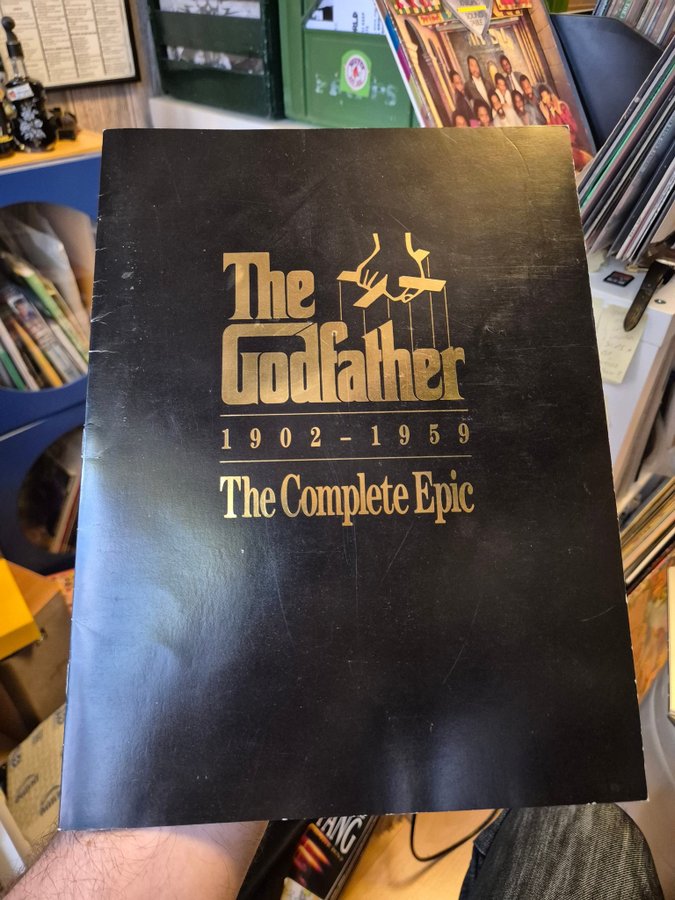 The
Godfather
1902-1959
The Complete Epic